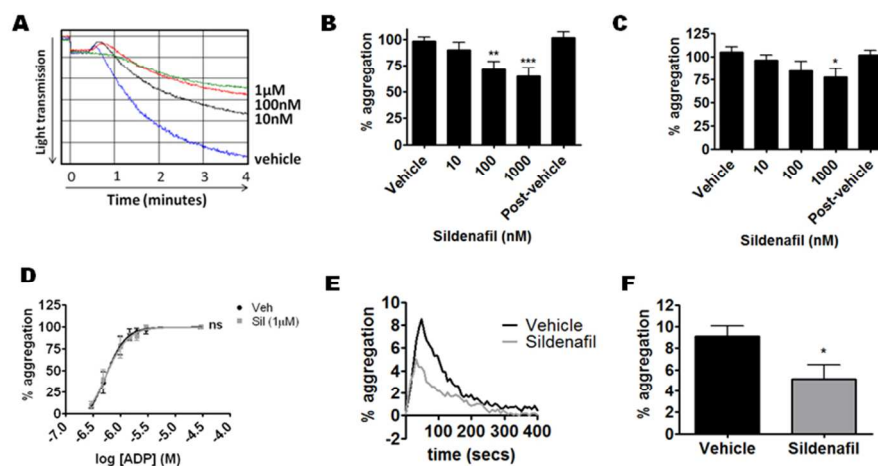 A
Light transmission
1µM
100nM
10nM
vehicle
0 1 2 3 4
Time (minutes)
B
% aggregation
100
75
50
25
0
**
***
Vehicle
10
100
1000
Post-vehicle
Sildenafil (nM)
C
% aggregation
125
100
75
50
25
0
*
Vehicle
10
100
1000
Post-vehicle
Sildenafil (nM)
D
% aggregation
125
100
75
50
25
0
Veh
Sil (1µM)
ns
-7.0 -6.5 -6.0 -5.5 -5.0 -4.5 -4.0
log [ADP] (M)
E
% aggregation
10
8
6
4
2
0
-2
Vehicle
Sildenafil
100 200 300 400
time (secs)
F
% aggregation
12
10
8
6
4
2
0
*
Vehicle
Sildenafil